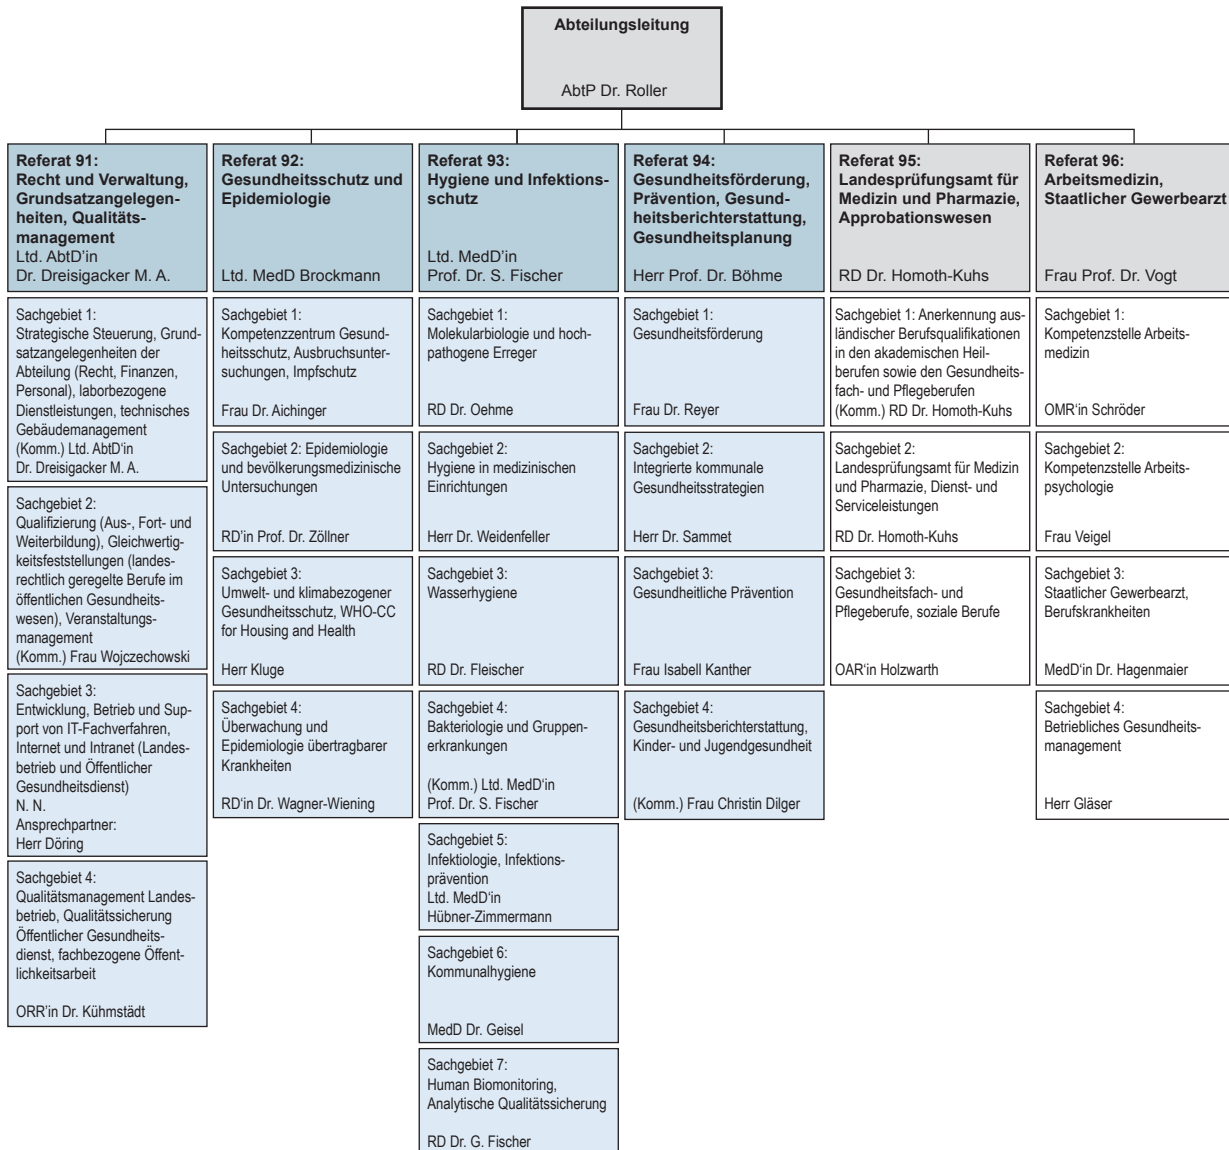 Abteilungsleitung
AbtP Dr. Roller
Referat 91:
Recht und Verwaltung,
Grundsatzangelegen-
heiten, Qualitäts-
management
Ltd. AbtD'in
Dr. Dreisigacker M. A.
Sachgebiet 1:
Strategische Steuerung, Grund-
satzangelegenheiten der
Abteilung (Recht, Finanzen,
Personal), laborbezogene
Dienstleistungen, technisches
Gebäudemanagement
(Komm.) Ltd. AbtD'in
Dr. Dreisigacker M. A.
Sachgebiet 2:
Qualifizierung (Aus-, Fort- und
Weiterbildung), Gleichwertig-
keitsfeststellungen (landes-
rechtlich geregelte Berufe im
öffentlichen Gesundheits-
wesen), Veranstaltungs-
management
(Komm.) Frau Wojczechowski
Sachgebiet 3:
Entwicklung, Betrieb und Sup-
port von IT-Fachverfahren,
Internet und Intranet (Landes-
betrieb und Öffentlicher
Gesundheitsdienst)
N. N.
Ansprechpartner:
Herr Döring
Sachgebiet 4:
Qualitätsmanagement Landes-
betrieb, Qualitätssicherung
Öffentlicher Gesundheits-
dienst, fachbezogene Öffent-
lichkeitsarbeit
ORR'in Dr. Kühmstädt
Referat 92:
Gesundheitsschutz und
Epidemiologie
Ltd. MedD Brockmann
Sachgebiet 1:
Kompetenzzentrum Gesund-
heitsschutz, Ausbruchsunter-
suchungen, Impfschutz
Frau Dr. Aichinger
Sachgebiet 2: Epidemiologie
und bevölkerungsmedizinische
Untersuchungen
RD'in Prof. Dr. Zöllner
Sachgebiet 3:
Umwelt- und klimabezogener
Gesundheitsschutz, WHO-CC
for Housing and Health
Herr Kluge
Sachgebiet 4:
Überwachung und
Epidemiologie übertragbarer
Krankheiten
RD'in Dr. Wagner-Wiening
Referat 93:
Hygiene und Infektions-
schutz
Ltd. MedD'in
Prof. Dr. S. Fischer
Sachgebiet 1:
Molekularbiologie und hoch-
pathogene Erreger
RD Dr. Oehme
Sachgebiet 2:
Hygiene in medizinischen
Einrichtungen
Herr Dr. Weidenfeller
Sachgebiet 3:
Wasserhygiene
RD Dr. Fleischer
Sachgebiet 4:
Bakteriologie und Gruppen-
erkrankungen
(Komm.) Ltd. MedD'in
Prof. Dr. S. Fischer
Sachgebiet 5:
Infektiologie, Infektions-
prävention
Ltd. MedD'in
Hübner-Zimmermann
Sachgebiet 6:
Kommunalhygiene
MedD Dr. Geisel
Sachgebiet 7:
Human Biomonitoring,
Analytische Qualitätssicherung
RD Dr. G. Fischer
Referat 94:
Gesundheitsförderung,
Prävention, Gesund-
heitsberichterstattung,
Gesundheitsplanung
Herr Prof. Dr. Böhme
Sachgebiet 1:
Gesundheitsförderung
Frau Dr. Reyer
Sachgebiet 2:
Integrierte kommunale
Gesundheitsstrategien
Herr Dr. Sammet
Sachgebiet 3:
Gesundheitliche Prävention
Frau Isabell Kanther
Sachgebiet 4:
Gesundheitsberichterstattung,
Kinder- und Jugendgesundheit
(Komm.) Frau Christin Dilger
Referat 95:
Landesprüfungsamt für
Medizin und Pharmazie,
Approbationswesen
RD Dr. Homoth-Kuhs
Sachgebiet 1: Anerkennung aus-
ländischer Berufsqualifikationen
in den akademischen Heil-
berufen sowie den Gesundheits-
fach- und Pflegeberufen
(Komm.) RD Dr. Homoth-Kuhs
Sachgebiet 2:
Landesprüfungsamt für Medizin
und Pharmazie, Dienst- und
Serviceleistungen
RD Dr. Homoth-Kuhs
Sachgebiet 3:
Gesundheitsfach- und
Pflegeberufe, soziale Berufe
OAR'in Holzwarth
Referat 96:
Arbeitsmedizin,
Staatlicher Gewerbearzt
Frau Prof. Dr. Vogt
Sachgebiet 1:
Kompetenzstelle Arbeits-
medizin
OMR'in Schröder
Sachgebiet 2:
Kompetenzstelle Arbeits-
psychologie
Frau Veigel
Sachgebiet 3:
Staatlicher Gewerbearzt,
Berufskrankheiten
MedD'in Dr. Hagenmaier
Sachgebiet 4:
Betriebliches Gesundheits-
management
Herr Gläser